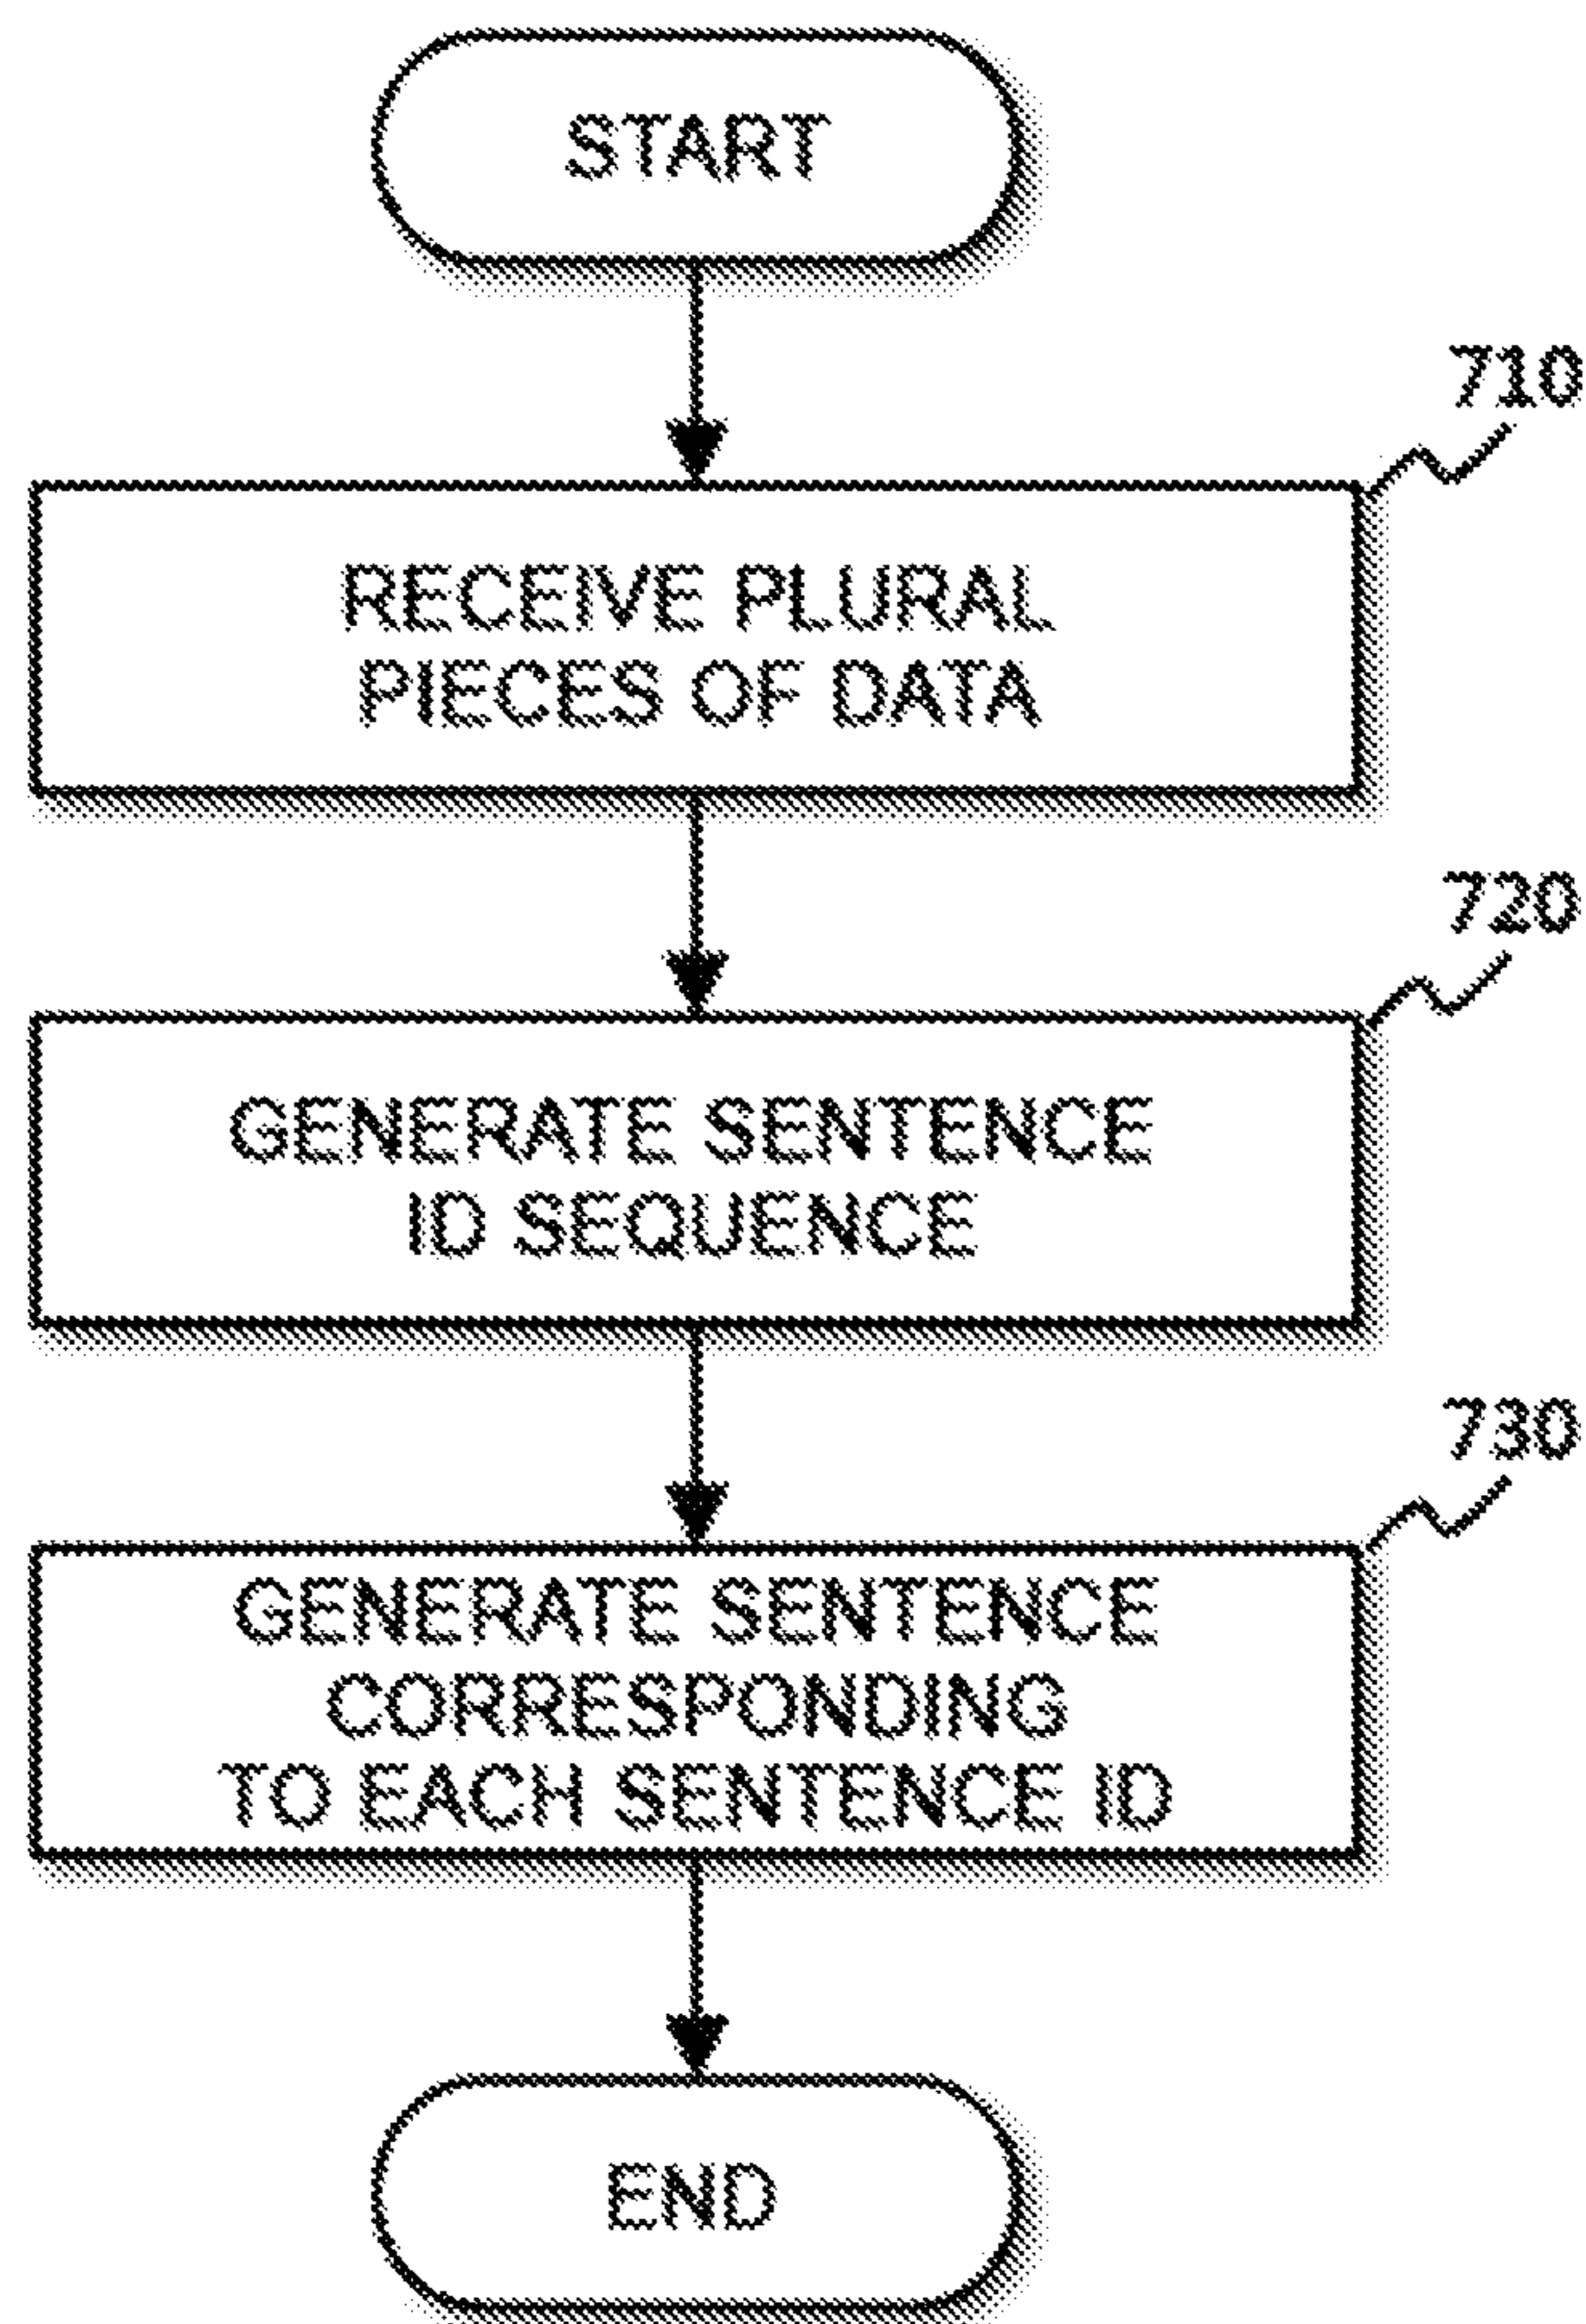 START
710
RECEIVE PLURAL
PIECES OF DATA
720
GENERATE SENTENCE
ID SEQUENCE
730
GENERATE SENTENCE
CORRESPONDING
TO EACH SENTENCE ID
END